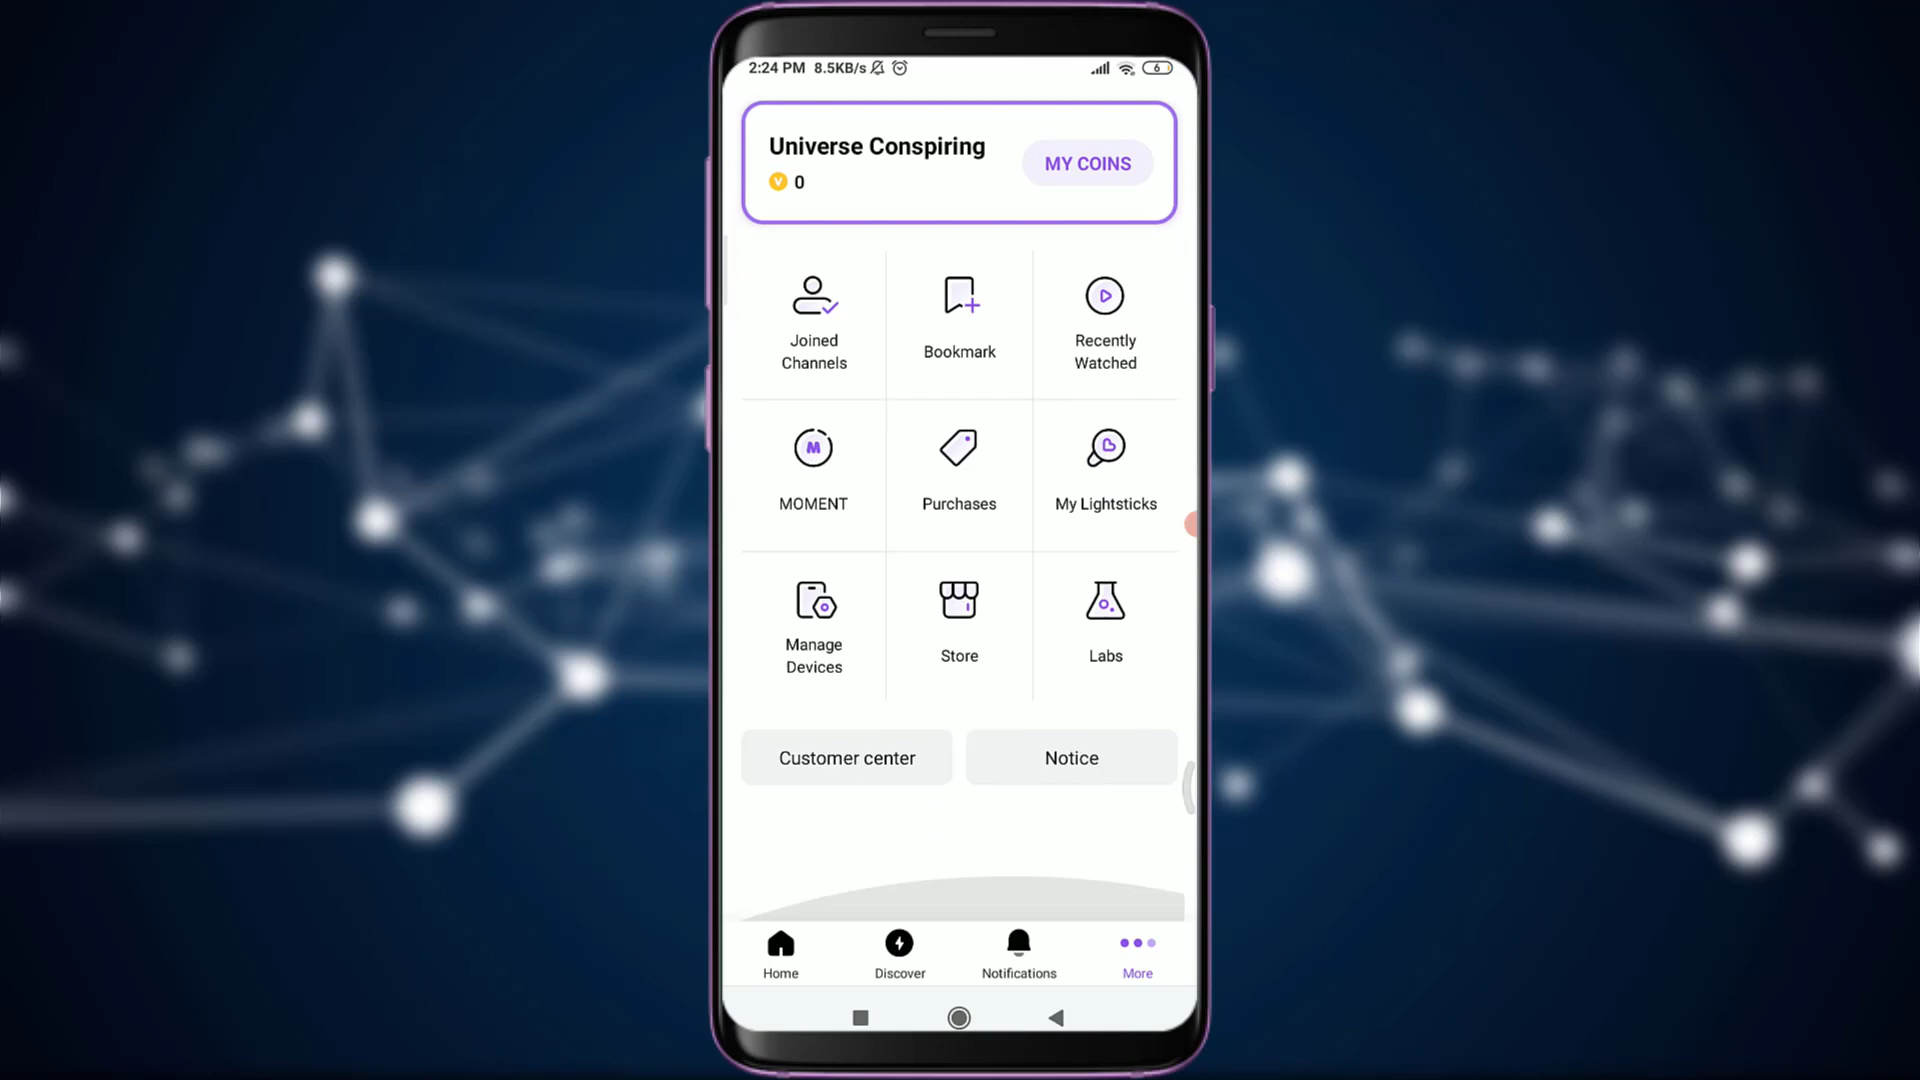 2:24 PM 8.5KB/s 6
Universe Conspiring
V 0
MY COINS
Joined
Channels
Bookmark
Recently
Watched
M
MOMENT
Purchases
My Lightsticks
Manage
Devices
Store
Labs
Customer center
Notice
Home
Discover
Notifications
More